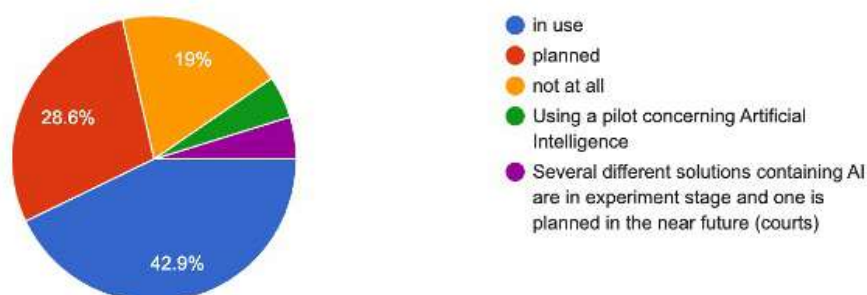 19%
28.6%
42.9%
in use
planned
not at all
Using a pilot concerning Artificial
Intelligence
Several different solutions containing AI
are in experiment stage and one is
planned in the near future (courts)